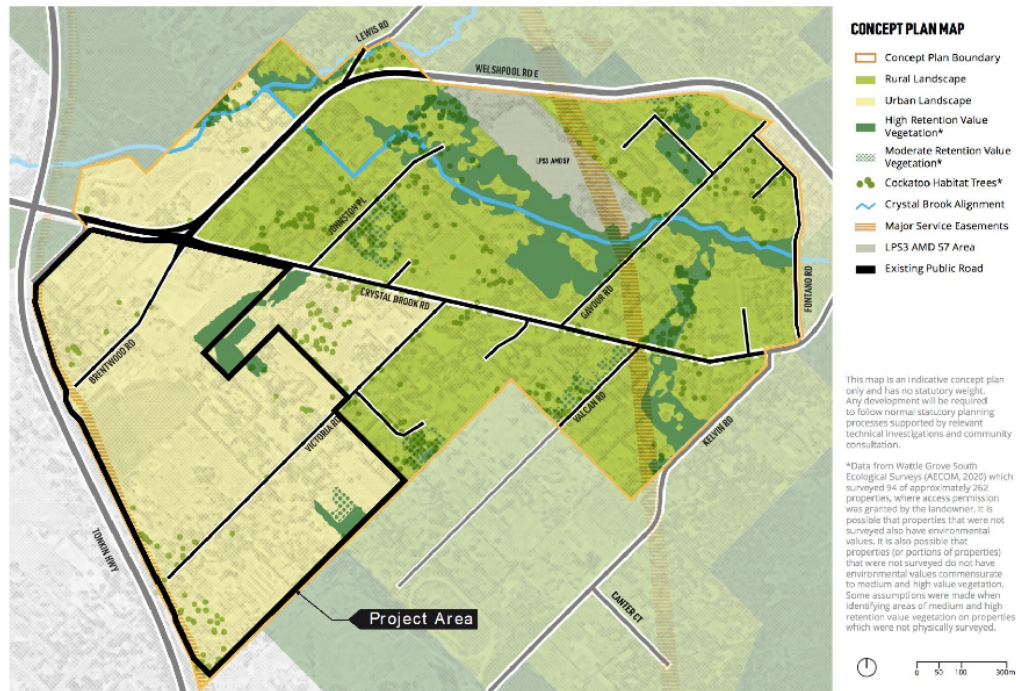 LEWIS RD
WELSHPOOL RD E
LPS3 AMD 57
JOHNSTON PL
CRYSTAL BROOK RD
GAVOUR RD
FONTANO RD
BRENTWOOD RD
VICTORIA RD
VALCAN RD
KELVIN RD
TONKIN HWY
CANTER CT
Project Area
CONCEPT PLAN MAP
Concept Plan Boundary
Rural Landscape
Urban Landscape
High Retention Value
Vegetation*
Moderate Retention Value
Vegetation*
Cockatoo Habitat Trees*
Crystal Brook Alignment
Major Service Easements
LPS3 AMD 57 Area
Existing Public Road
This map is an indicative concept plan
only and has no statutory weight.
Any development will be required
to follow normal statutory planning
processes supported by relevant
technical investigations and community
consultation.
*Data from Wattle Grove South
Ecological Surveys (AECOM, 2020) which
surveyed 94 of approximately 262
properties, where access permission
was granted by the landowner. It is
possible that properties that were not
surveyed also have environmental
values. It is also possible that
properties (or portions of properties)
that were not surveyed do not have
environmental values commensurate
to medium and high value vegetation.
Some assumptions were made when
identifying areas of medium and high
retention value vegetation on properties
which were not physically surveyed.
0 50 100 300m